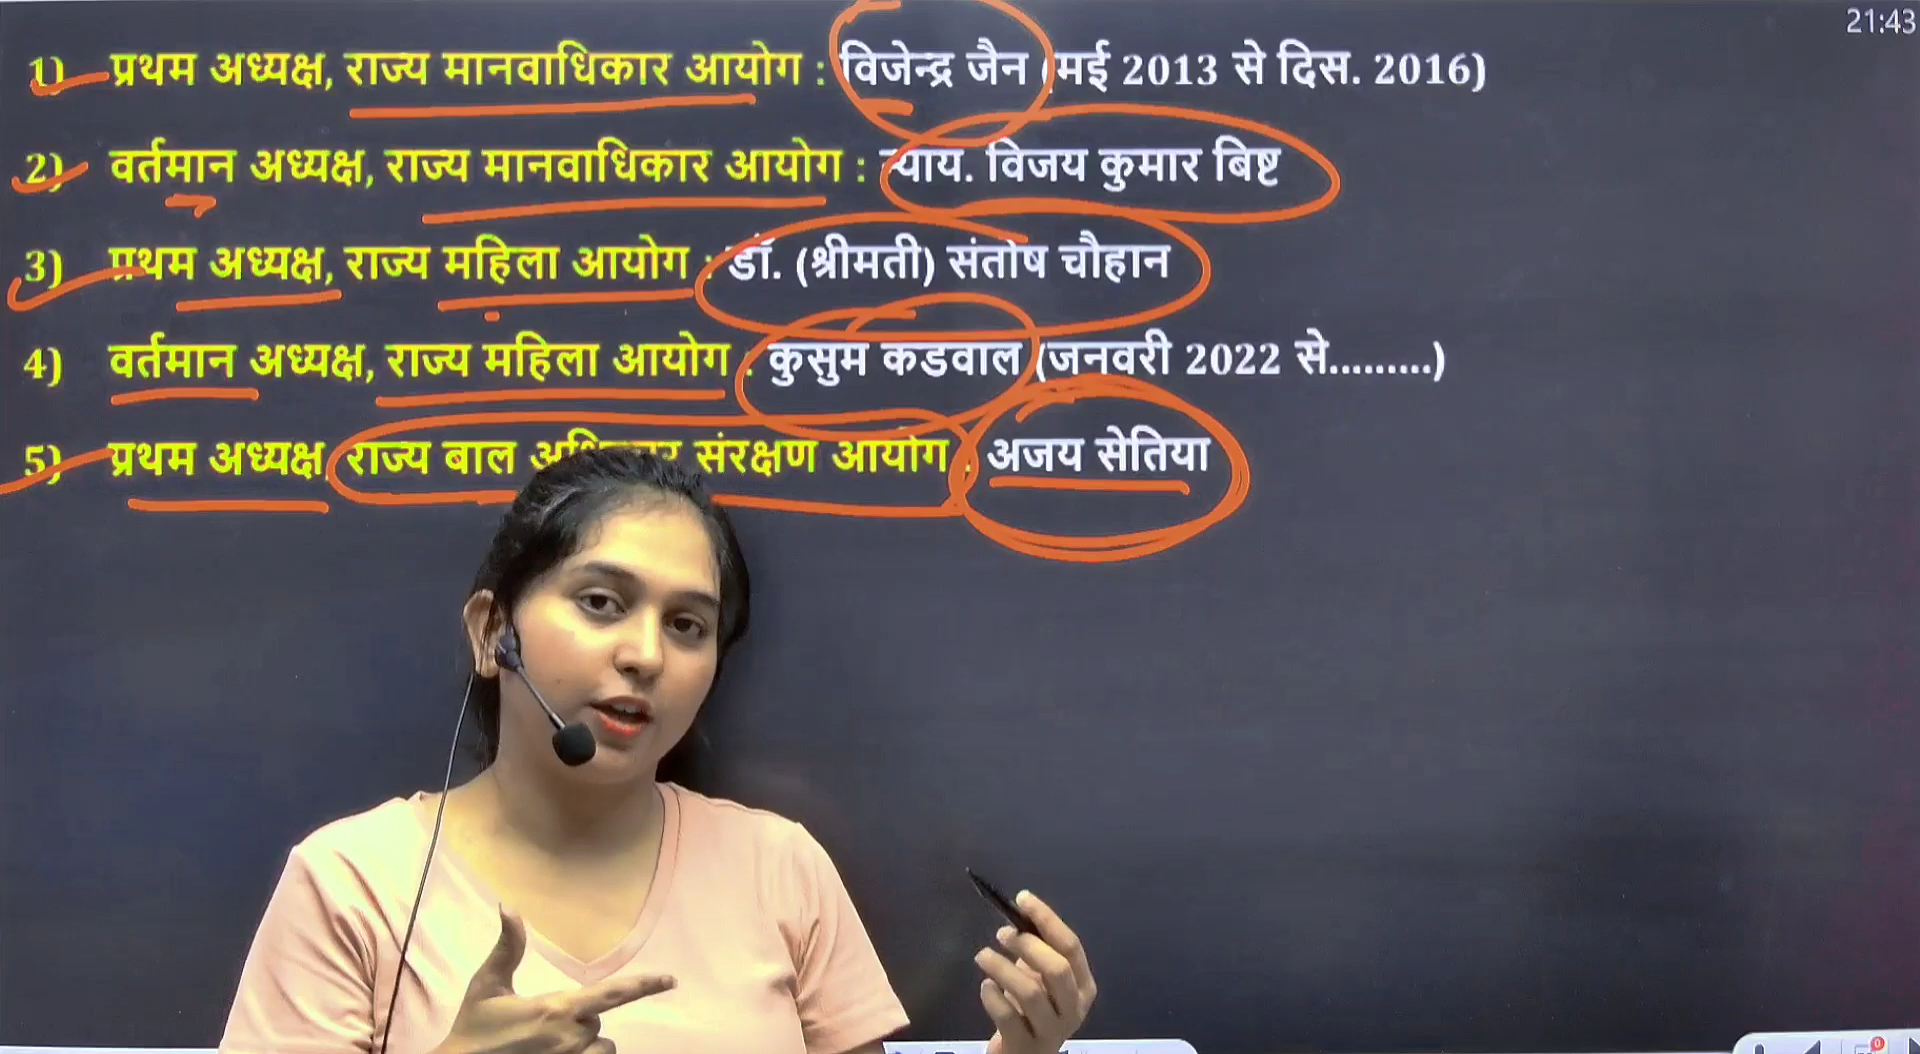 21:43
1) प्रथम अध्यक्ष, राज्य मानवाधिकार आयोग : विजेन्द्र जैन (मई 2013 से दिस. 2016)
2) वर्तमान अध्यक्ष, राज्य मानवाधिकार आयोग : न्याय. विजय कुमार बिष्ट
3) प्रथम अध्यक्ष, राज्य महिला आयोग : डॉ. (श्रीमती) संतोष चौहान
4) वर्तमान अध्यक्ष, राज्य महिला आयोग : कुसुम कडवाल (जनवरी 2022 से.........)
5) प्रथम अध्यक्ष, राज्य बाल संरक्षण आयोग : अजय सेतिया